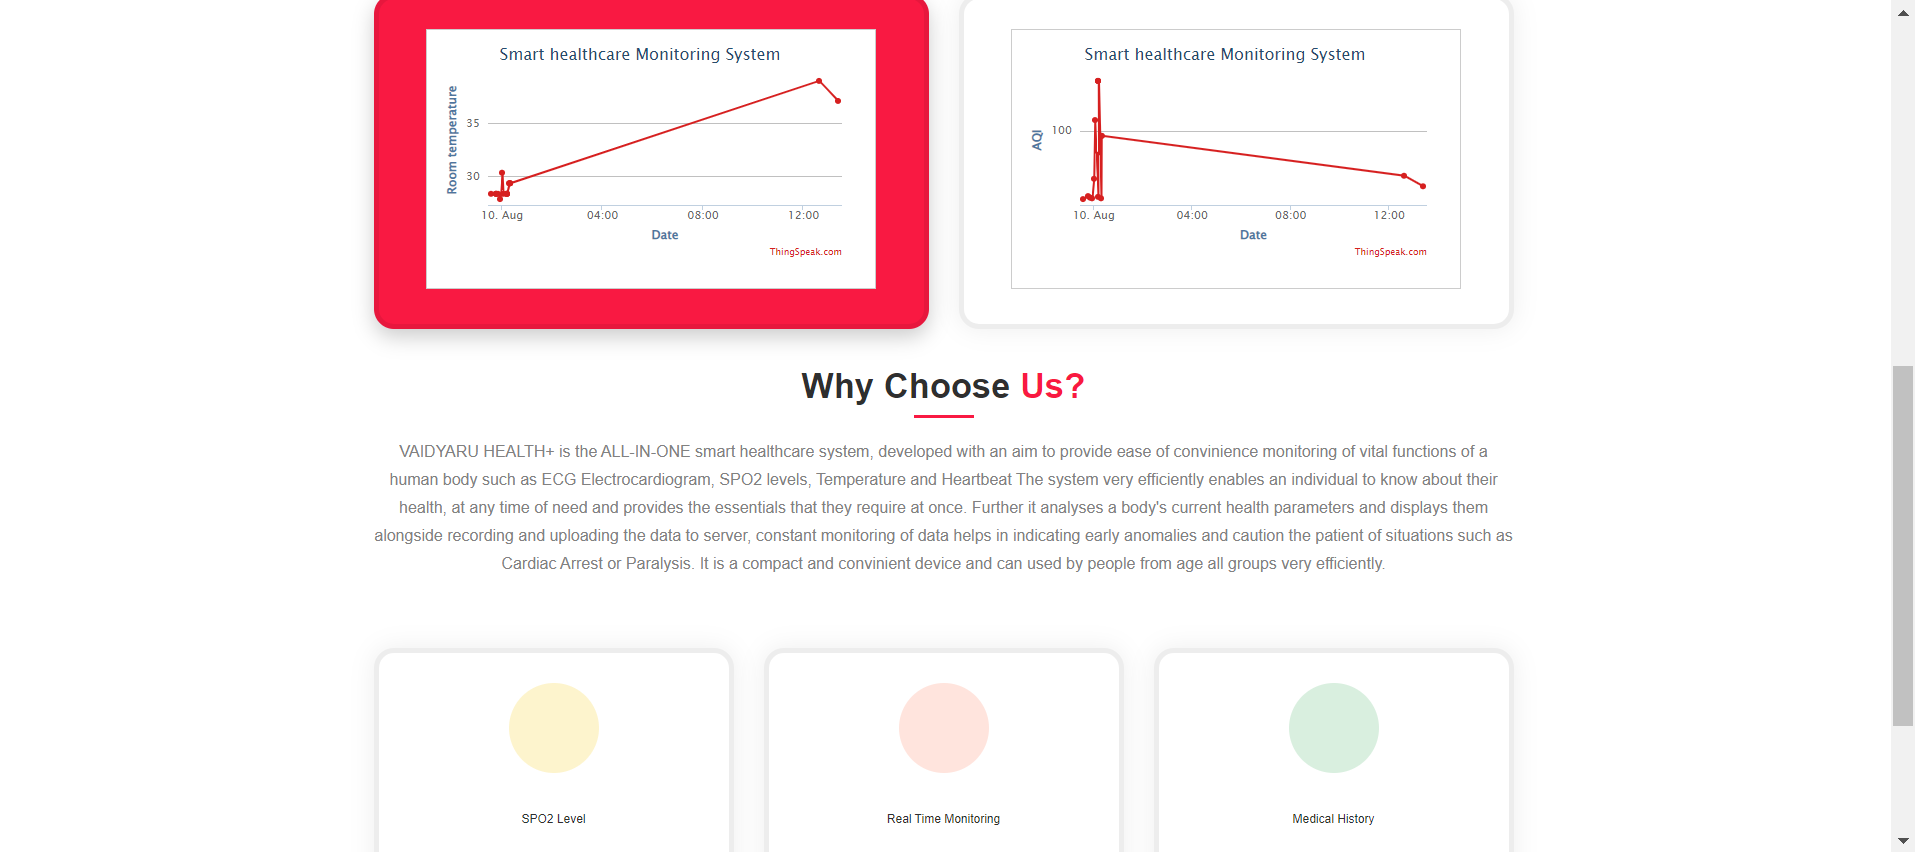 Smart healthcare Monitoring System
Room temperature
35
30
10. Aug 04:00 08:00 12:00
Date
ThingSpeak.com
Smart healthcare Monitoring System
AQI
100
10. Aug 04:00 08:00 12:00
Date
ThingSpeak.com
Why Choose Us?
VAIDYARU HEALTH+ is the ALL-IN-ONE smart healthcare system, developed with an aim to provide ease of convinience monitoring of vital functions of a
human body such as ECG Electrocardiogram, SPO2 levels, Temperature and Heartbeat The system very efficiently enables an individual to know about their
health, at any time of need and provides the essentials that they require at once. Further it analyses a body's current health parameters and displays them
alongside recording and uploading the data to server, constant monitoring of data helps in indicating early anomalies and caution the patient of situations such as
Cardiac Arrest or Paralysis. It is a compact and convinient device and can used by people from age all groups very efficiently.
SPO2 Level
Real Time Monitoring
Medical History